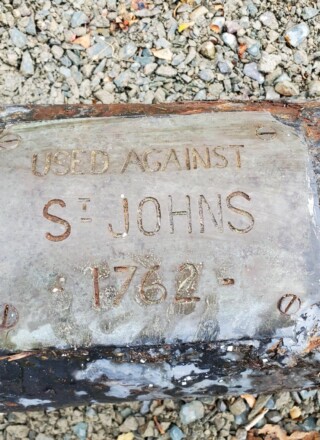 USED AGAINST
ST JOHNS
1762-